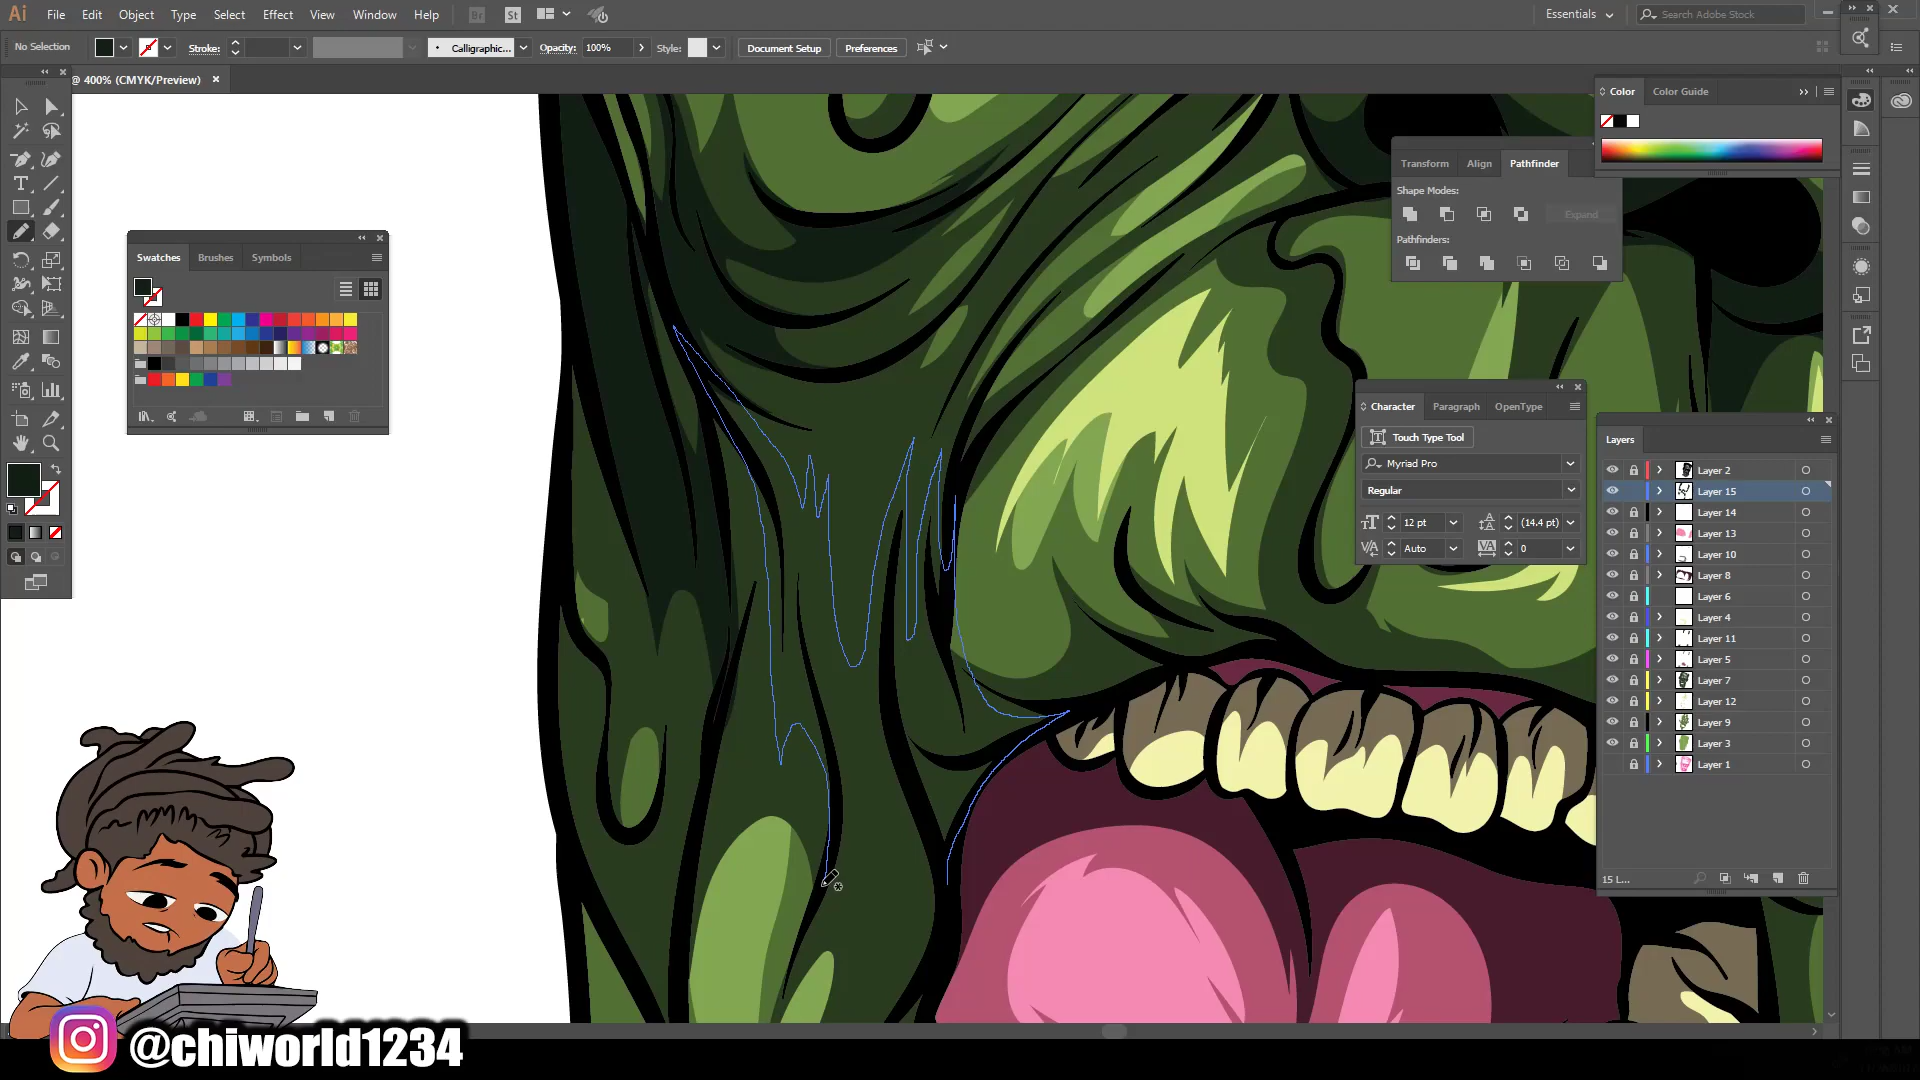 Ai File Edit Object Type Select Effect View Window Help Br St Essentials Search Adobe Stock
No Selection Stroke: Calligraphic... Opacity: 100% Style: Document Setup Preferences
@ 400% (CMYK/Preview)
Color Color Guide
Transform Align Pathfinder
Shape Modes:
Expand
Pathfinders:
Swatches Brushes Symbols
Character Paragraph OpenType
Touch Type Tool
Myriad Pro
Regular
12 pt (14.4 pt)
Auto 0
Layers
Layer 2
Layer 15
Layer 14
Layer 13
Layer 10
Layer 8
Layer 6
Layer 4
Layer 11
Layer 5
Layer 7
Layer 12
Layer 9
Layer 3
Layer 1
15 L...
@chiworld1234